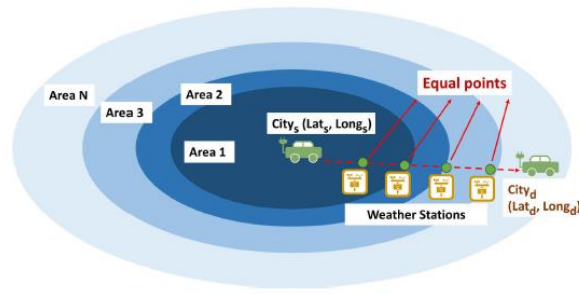 Area N
Area 3
Area 2
Area 1
Equal points
City_s (Lat_s, Long_s)
City_d
(Lat_d, Long_d)
Weather Stations